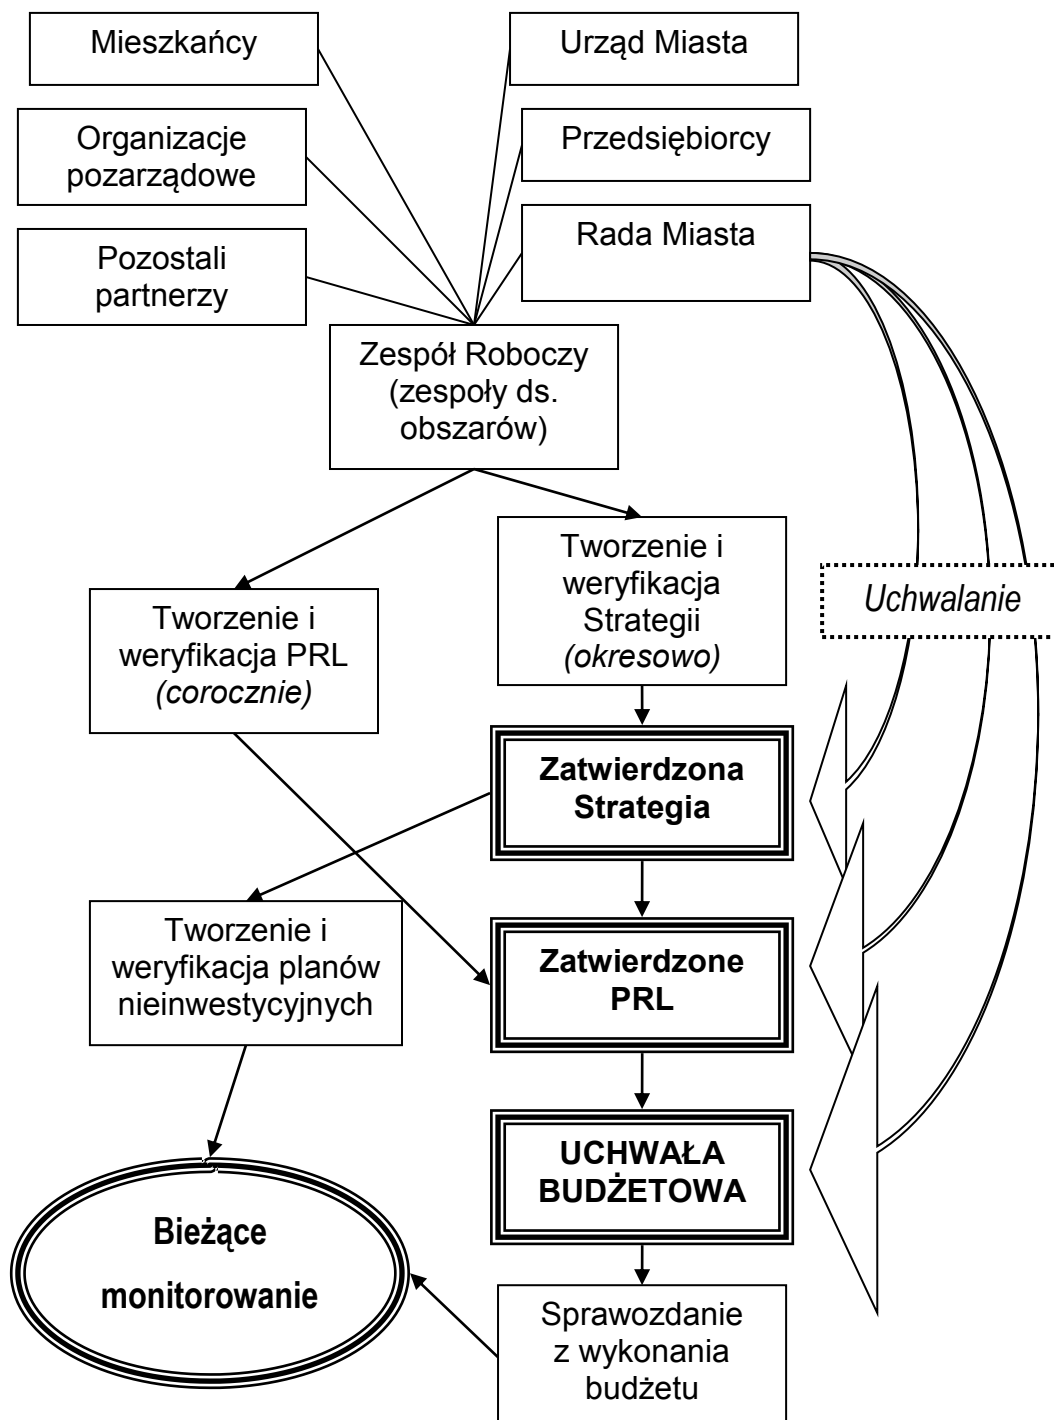 Mieszkańcy
Urząd Miasta
Organizacje
pozarządowe
Przedsiębiorcy
Pozostali
partnerzy
Rada Miasta
Zespół Roboczy
(zespoły ds.
obszarów)
Tworzenie i
weryfikacja
Strategii
(okresowo)
Uchwalanie
Tworzenie i
weryfikacja PRL
(corocznie)
Zatwierdzona
Strategia
Tworzenie i
weryfikacja planów
nieinwestycyjnych
Zatwierdzone
PRL
UCHWAŁA
BUDŻETOWA
Bieżące
monitorowanie
Sprawozdanie
z wykonania
budżetu